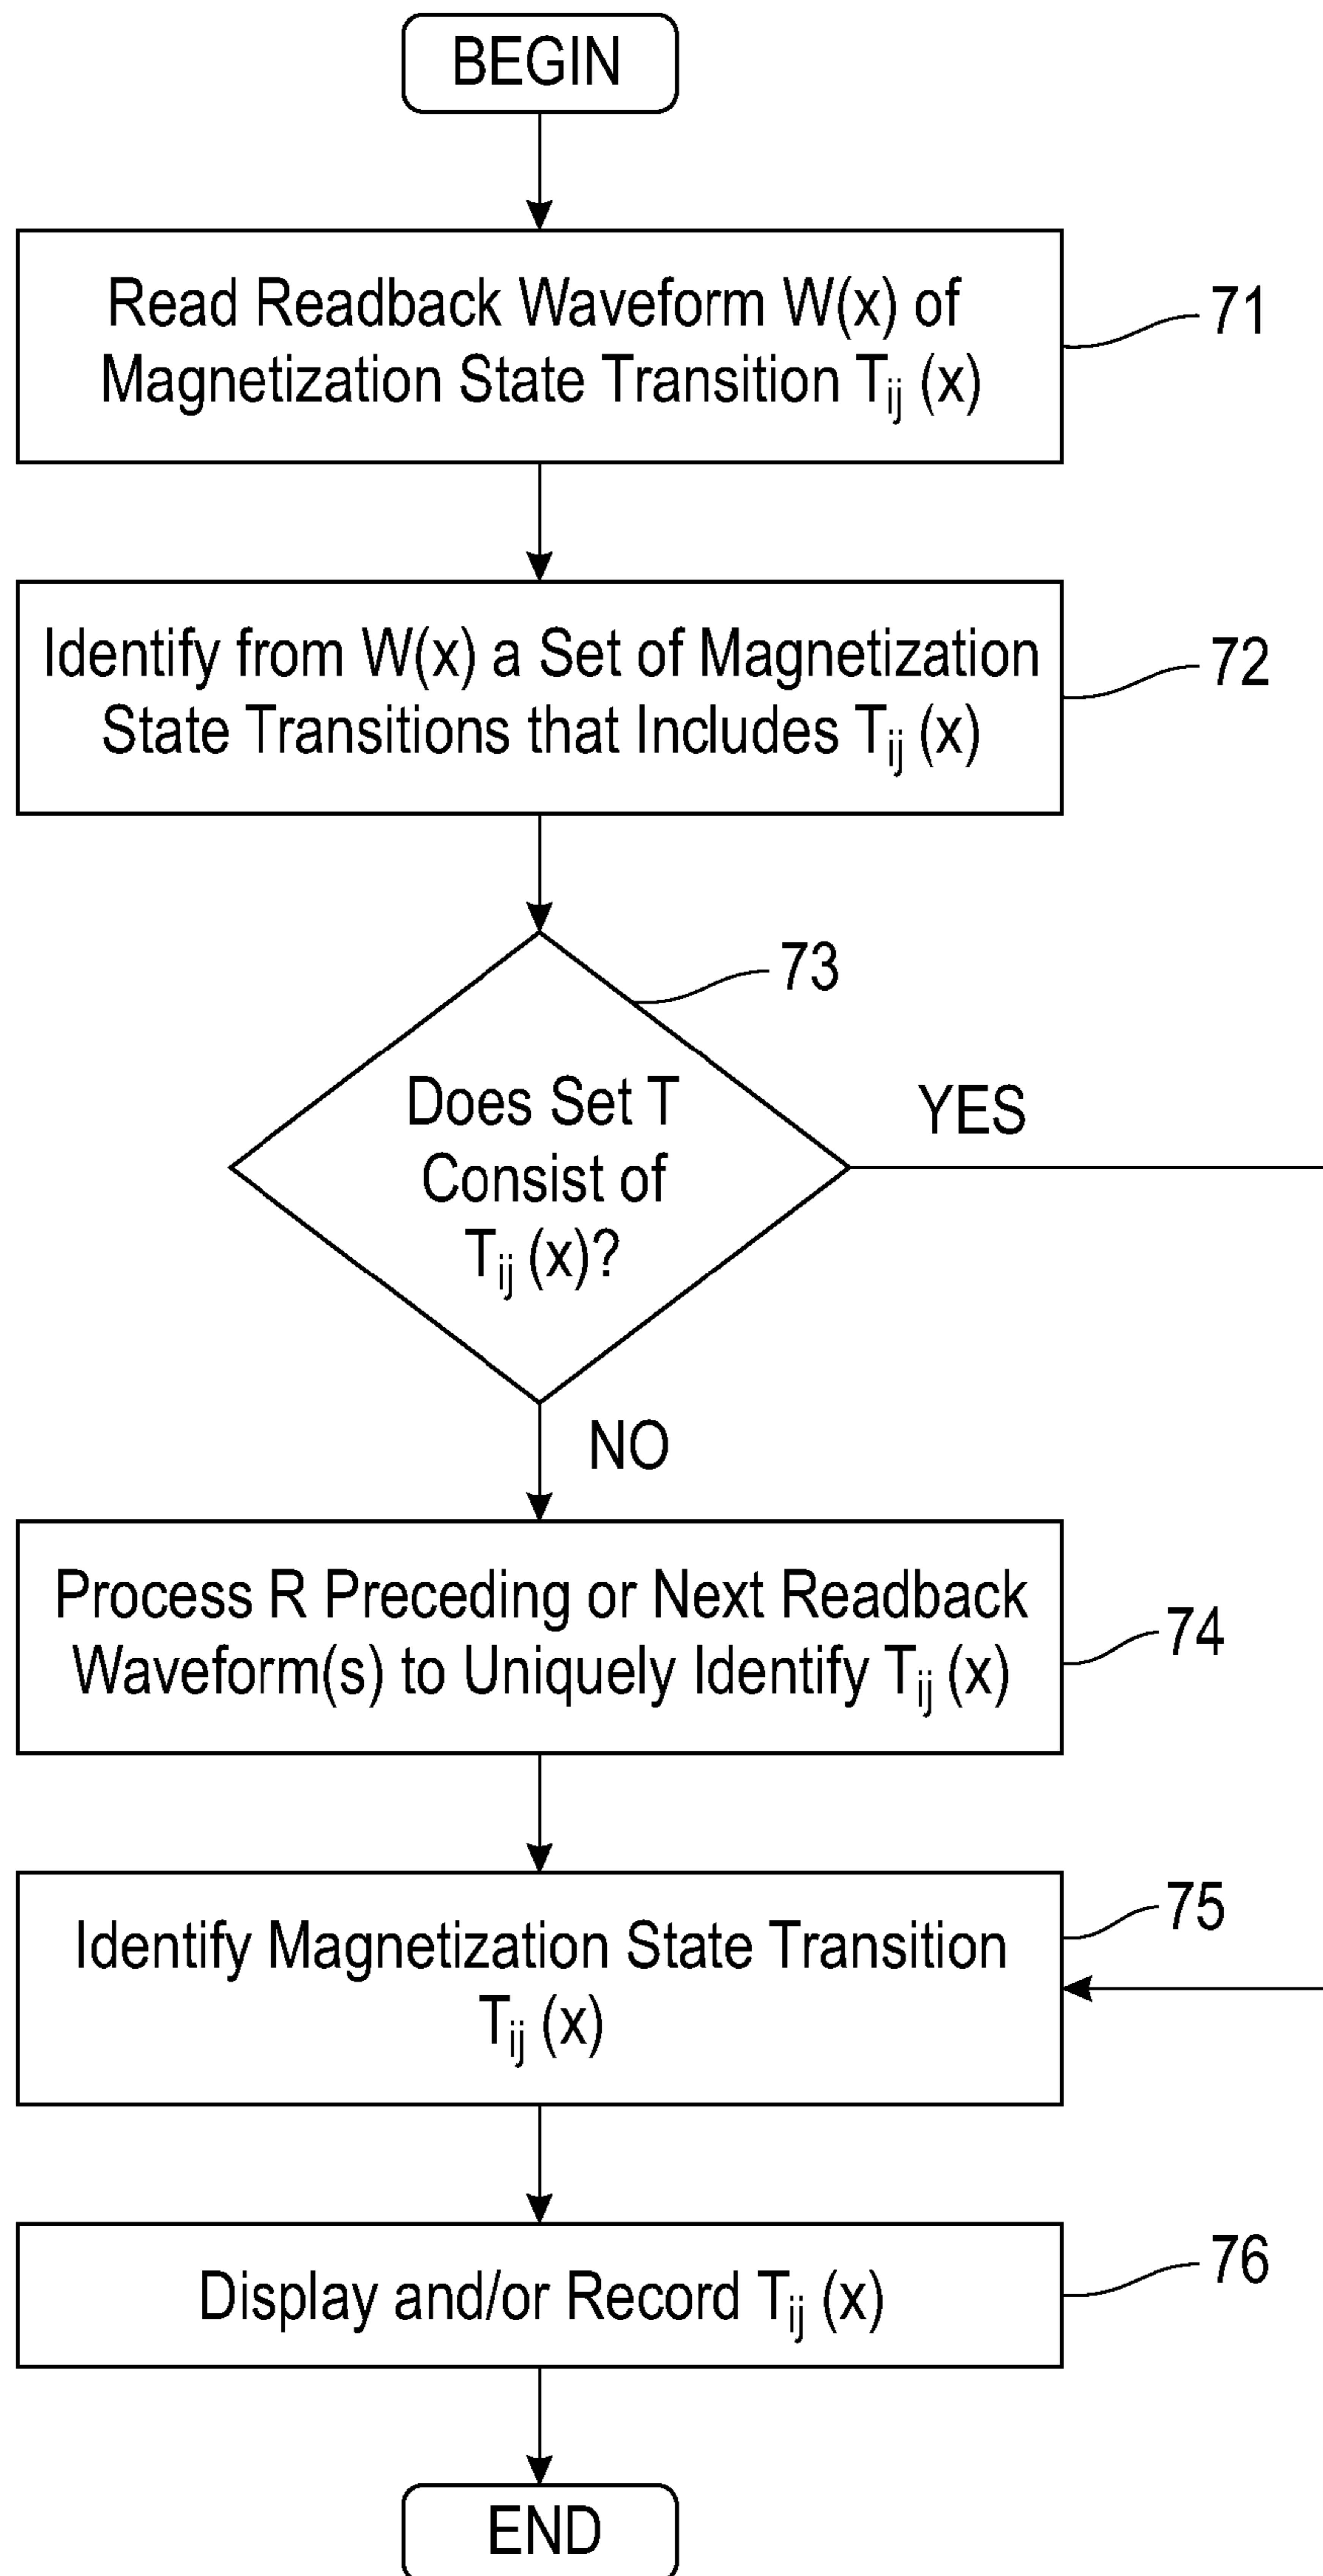 BEGIN
Read Readback Waveform W(x) of
Magnetization State Transition Tij (x)
71
Identify from W(x) a Set of Magnetization
State Transitions that Includes Tij (x)
72
73
Does Set T
Consist of
Tij (x)?
YES
NO
Process R Preceding or Next Readback
Waveform(s) to Uniquely Identify Tij (x)
74
Identify Magnetization State Transition
Tij (x)
75
Display and/or Record Tij (x)
76
END